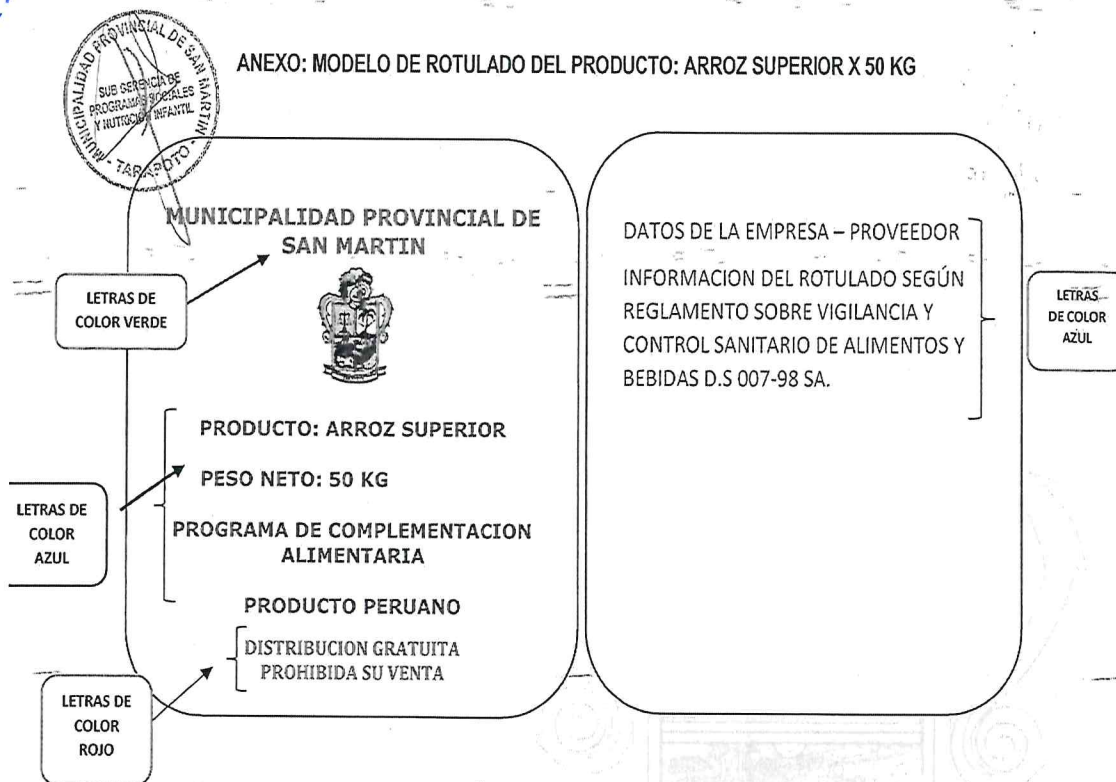 MUNICIPALIDAD PROVINCIAL DE SAN MARTIN
SUB GERENCIA DE
PROGRAMAS SOCIALES
Y NUTRICION INFANTIL
- TARAPOTO -
ANEXO: MODELO DE ROTULADO DEL PRODUCTO: ARROZ SUPERIOR X 50 KG
MUNICIPALIDAD PROVINCIAL DE
SAN MARTIN
LETRAS DE
COLOR VERDE
PRODUCTO: ARROZ SUPERIOR
PESO NETO: 50 KG
PROGRAMA DE COMPLEMENTACION
ALIMENTARIA
PRODUCTO PERUANO
LETRAS DE
COLOR
AZUL
DISTRIBUCION GRATUITA
PROHIBIDA SU VENTA
LETRAS DE
COLOR
ROJO
DATOS DE LA EMPRESA – PROVEEDOR
INFORMACION DEL ROTULADO SEGÚN
REGLAMENTO SOBRE VIGILANCIA Y
CONTROL SANITARIO DE ALIMENTOS Y
BEBIDAS D.S 007-98 SA.
LETRAS
DE COLOR
AZUL